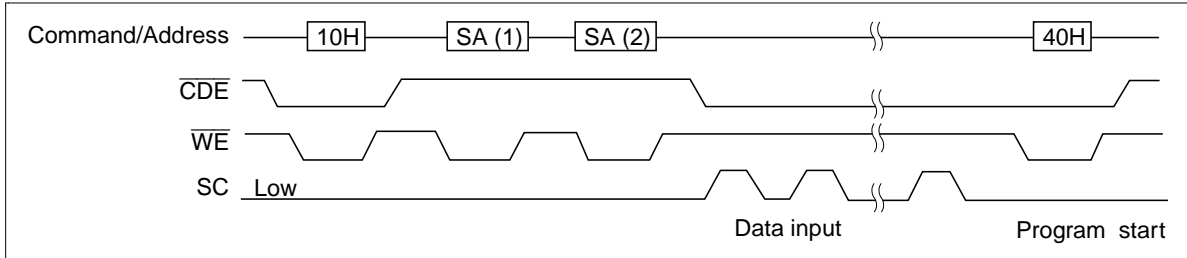 Command/Address 10H SA (1) SA (2) 40H
CDE
WE
SC Low
Data input Program start